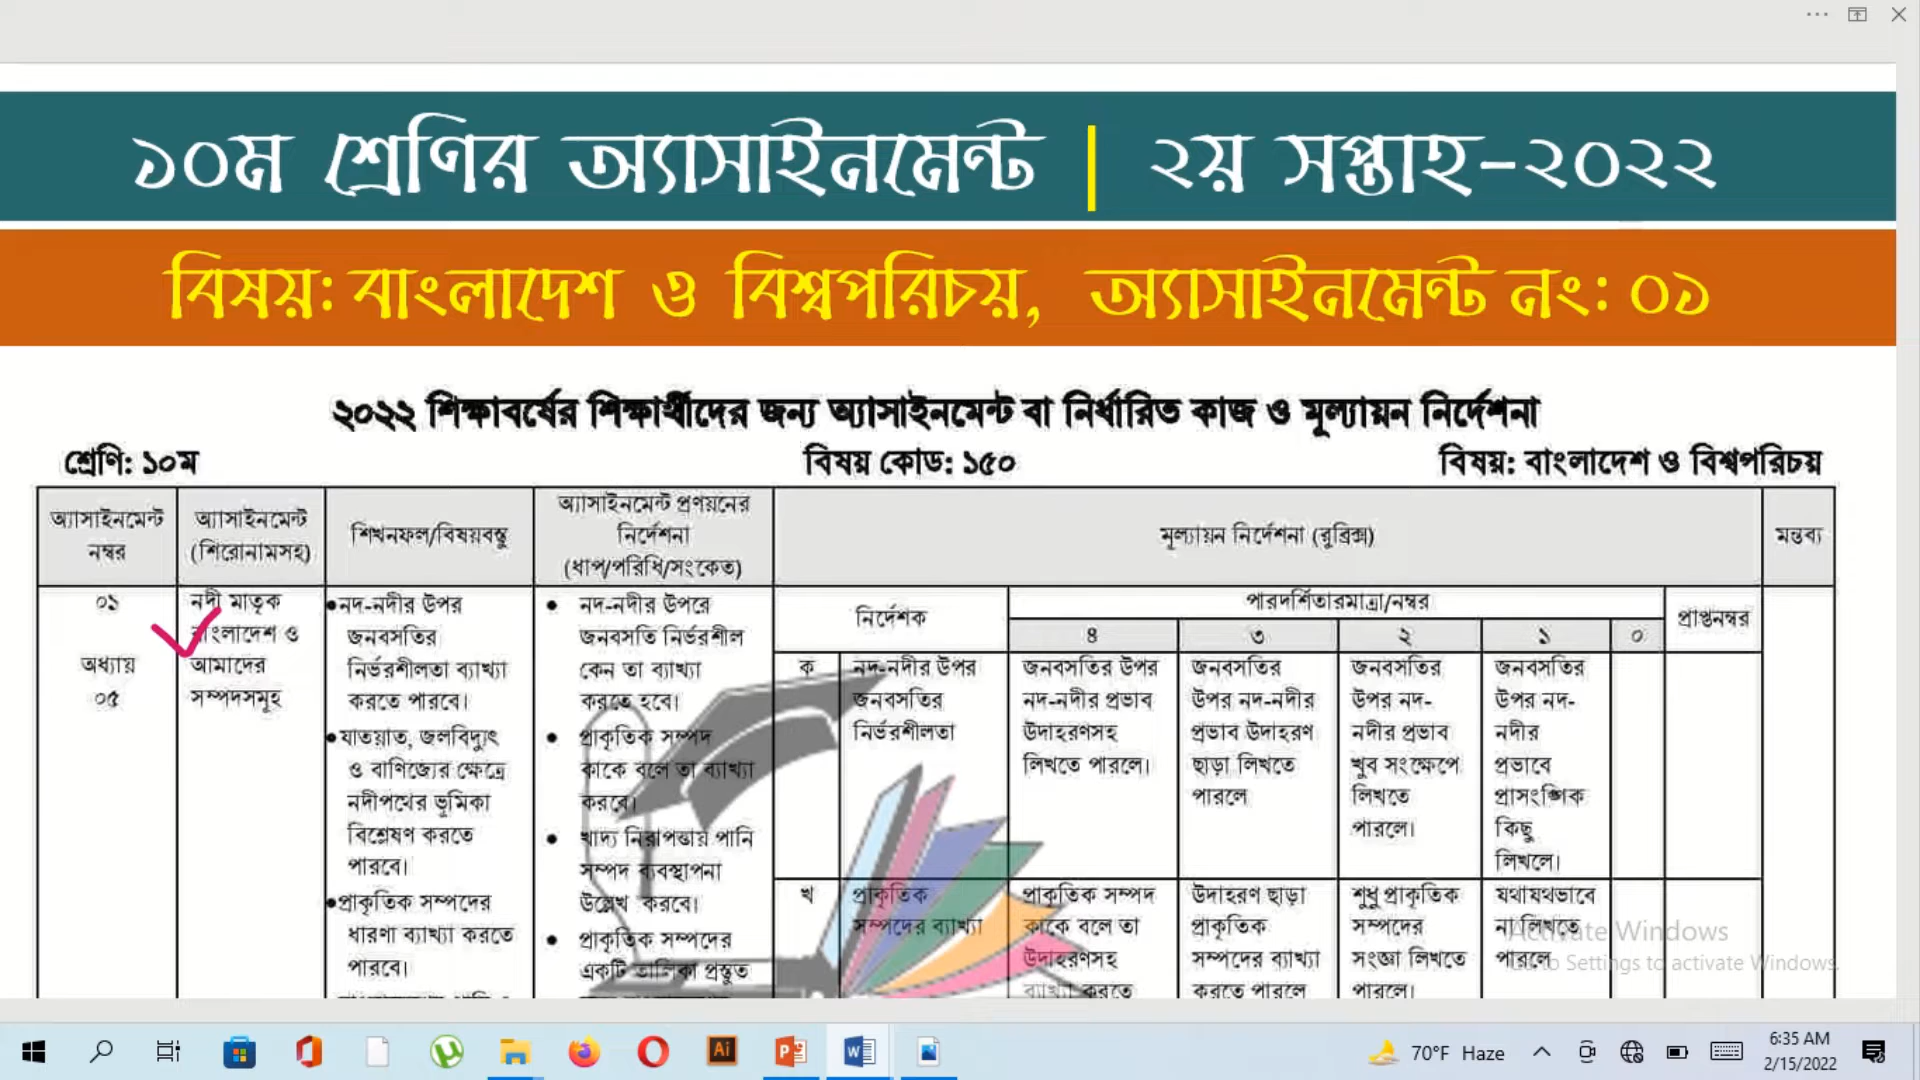 ১০ম শ্রেণির অ্যাসাইনমেন্ট | ২য় সপ্তাহ-২০২২
বিষয়: বাংলাদেশ ও বিশ্বপরিচয়, অ্যাসাইনমেন্ট নং: ০১
২০২২ শিক্ষাবর্ষের শিক্ষার্থীদের জন্য অ্যাসাইনমেন্ট বা নির্ধারিত কাজ ও মূল্যায়ন নির্দেশনা
শ্রেণি: ১০ম
বিষয় কোড: ১৫০
বিষয়: বাংলাদেশ ও বিশ্বপরিচয়
অ্যাসাইনমেন্ট
নম্বর
অ্যাসাইনমেন্ট
(শিরোনামসহ)
শিখনফল/বিষয়বস্তু
অ্যাসাইনমেন্ট প্রণয়নের
নির্দেশনা
(ধাপ/পরিধি/সংকেত)
মূল্যায়ন নির্দেশনা (রুব্রিক্স)
মন্তব্য
০১
অধ্যায়
০৫
নদী মাতৃক
বাংলাদেশ ও
আমাদের
সম্পদসমূহ
●নদ-নদীর উপর
জনবসতির
নির্ভরশীলতা ব্যাখ্যা
করতে পারবে।
●যাতয়াত, জলবিদ্যুৎ
ও বাণিজ্যের ক্ষেত্রে
নদীপথের ভূমিকা
বিশ্লেষণ করতে
পারবে।
●প্রাকৃতিক সম্পদের
ধারণা ব্যাখ্যা করতে
পারবে।
● নদ-নদীর উপরে
জনবসতি নির্ভরশীল
কেন তা ব্যাখ্যা
করতে হবে।
● প্রাকৃতিক সম্পদ
কাকে বলে তা ব্যাখ্যা
করবে।
● খাদ্য নিরাপত্তায় পানি
সম্পদ ব্যবস্থাপনা
উল্লেখ করবে।
● প্রাকৃতিক সম্পদের
একটি তালিকা প্রস্তুত
নির্দেশক
পারদর্শিতারমাত্রা/নম্বর
প্রাপ্তনম্বর
৪
৩
২
১
০
ক
নদ-নদীর উপর
জনবসতির
নির্ভরশীলতা
জনবসতির উপর
নদ-নদীর প্রভাব
উদাহরণসহ
লিখতে পারলে।
জনবসতির
উপর নদ-নদীর
প্রভাব উদাহরণ
ছাড়া লিখতে
পারলে
জনবসতির
উপর নদ-
নদীর প্রভাব
খুব সংক্ষেপে
লিখতে
পারলে।
জনবসতির
উপর নদ-
নদীর
প্রভাবে
প্রাসংঙ্গিক
কিছু
লিখলে।
খ
প্রাকৃতিক
সম্পদের ব্যাখ্যা
প্রাকৃতিক সম্পদ
কাকে বলে তা
উদাহরণসহ
ব্যাখ্যা করতে
উদাহরণ ছাড়া
প্রাকৃতিক
সম্পদের ব্যাখ্যা
করতে পারলে
শুধু প্রাকৃতিক
সম্পদের
সংজ্ঞা লিখতে
পারলে।
যথাযথভাবে
না লিখতে
পারলে
Activate Windows
Go to Settings to activate Windows.
Ai
70°F Haze
6:35 AM
2/15/2022